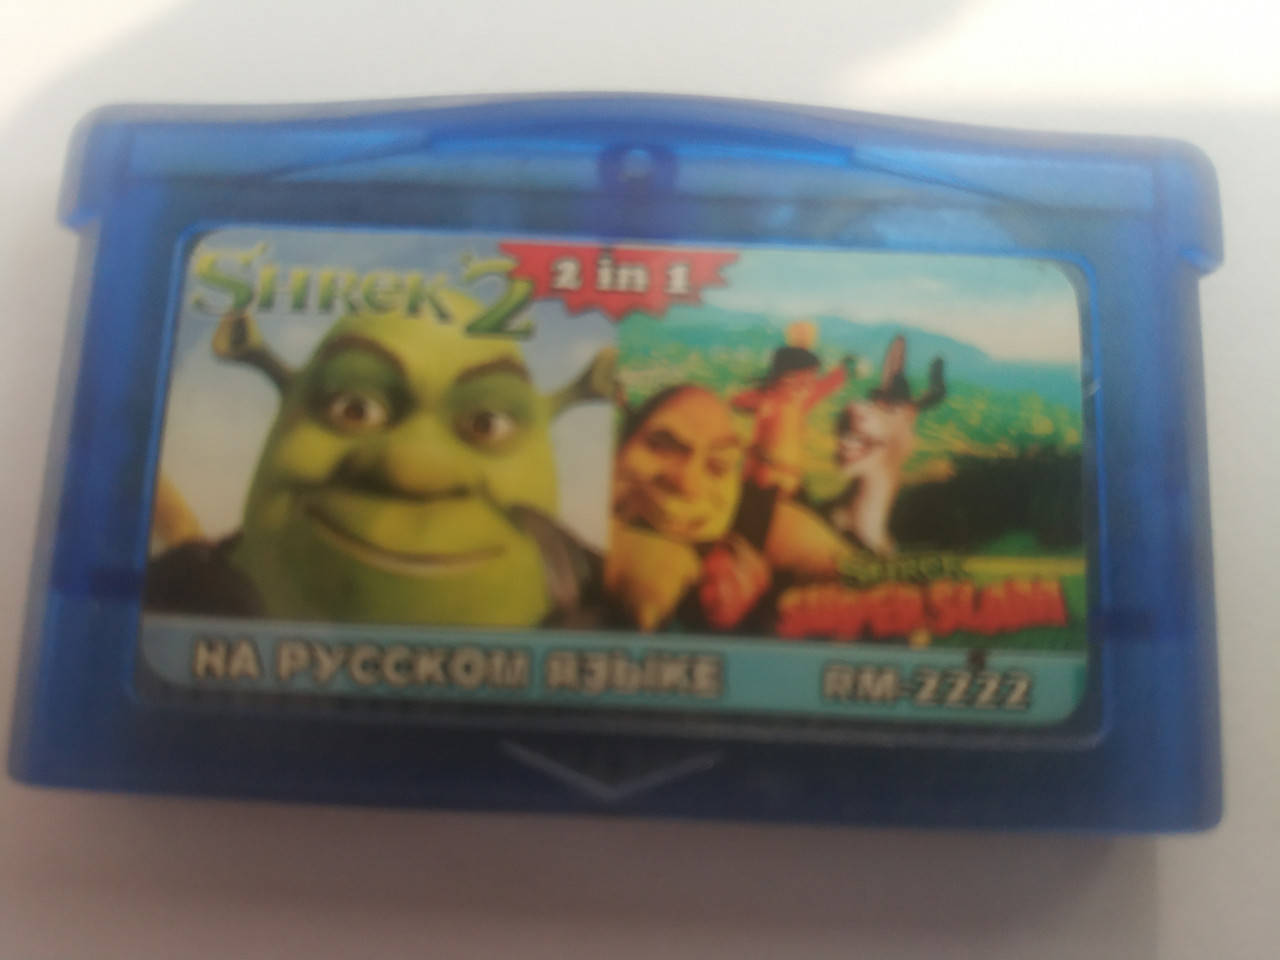 SHREK 2
2 in 1
SHREK
SUPER SLAM
НА РУССКОМ ЯЗЫКЕ
RM-2222